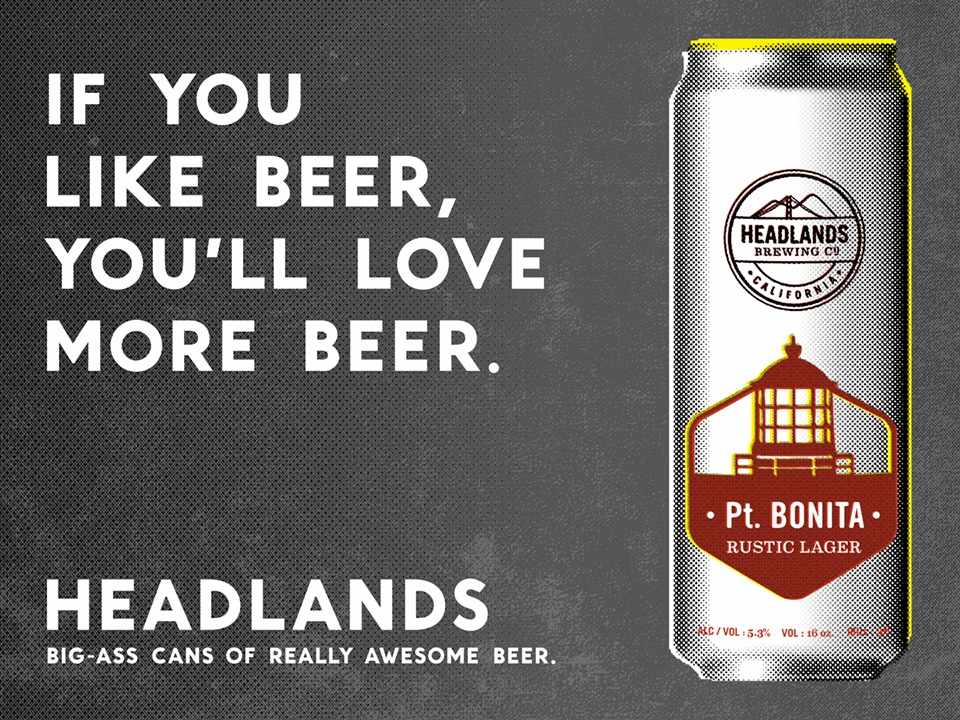 IF YOU
LIKE BEER,
YOU'LL LOVE
MORE BEER.
HEADLANDS
BIG-ASS CANS OF REALLY AWESOME BEER.
HEADLANDS
BREWING Co
• CALIFORNIA •
• Pt. BONITA •
RUSTIC LAGER
ALC / VOL : 5.3% VOL : 16 oz.